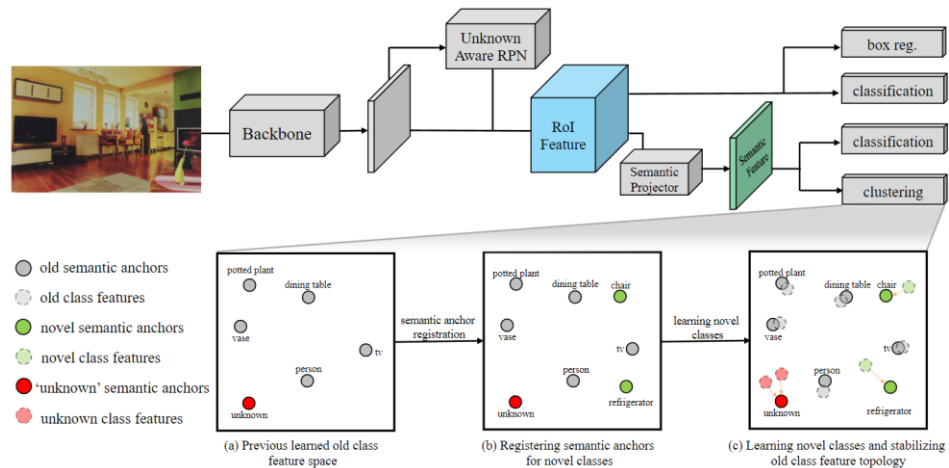 Unknown
Aware RPN
box reg.
Backbone
RoI
Feature
classification
Semantic
Projector
Semantic
Feature
classification
clustering
old semantic anchors
old class features
novel semantic anchors
novel class features
'unknown' semantic anchors
unknown class features
potted plant
dining table
vase
tv
person
unknown
semantic anchor
registration
potted plant
dining table
chair
vase
tv
person
refrigerator
unknown
learning novel
classes
potted plant
dining table
chair
vase
tv
person
unknown
refrigerator
(a) Previous learned old class
feature space
(b) Registering semantic anchors
for novel classes
(c) Learning novel classes and stabilizing
old class feature topology